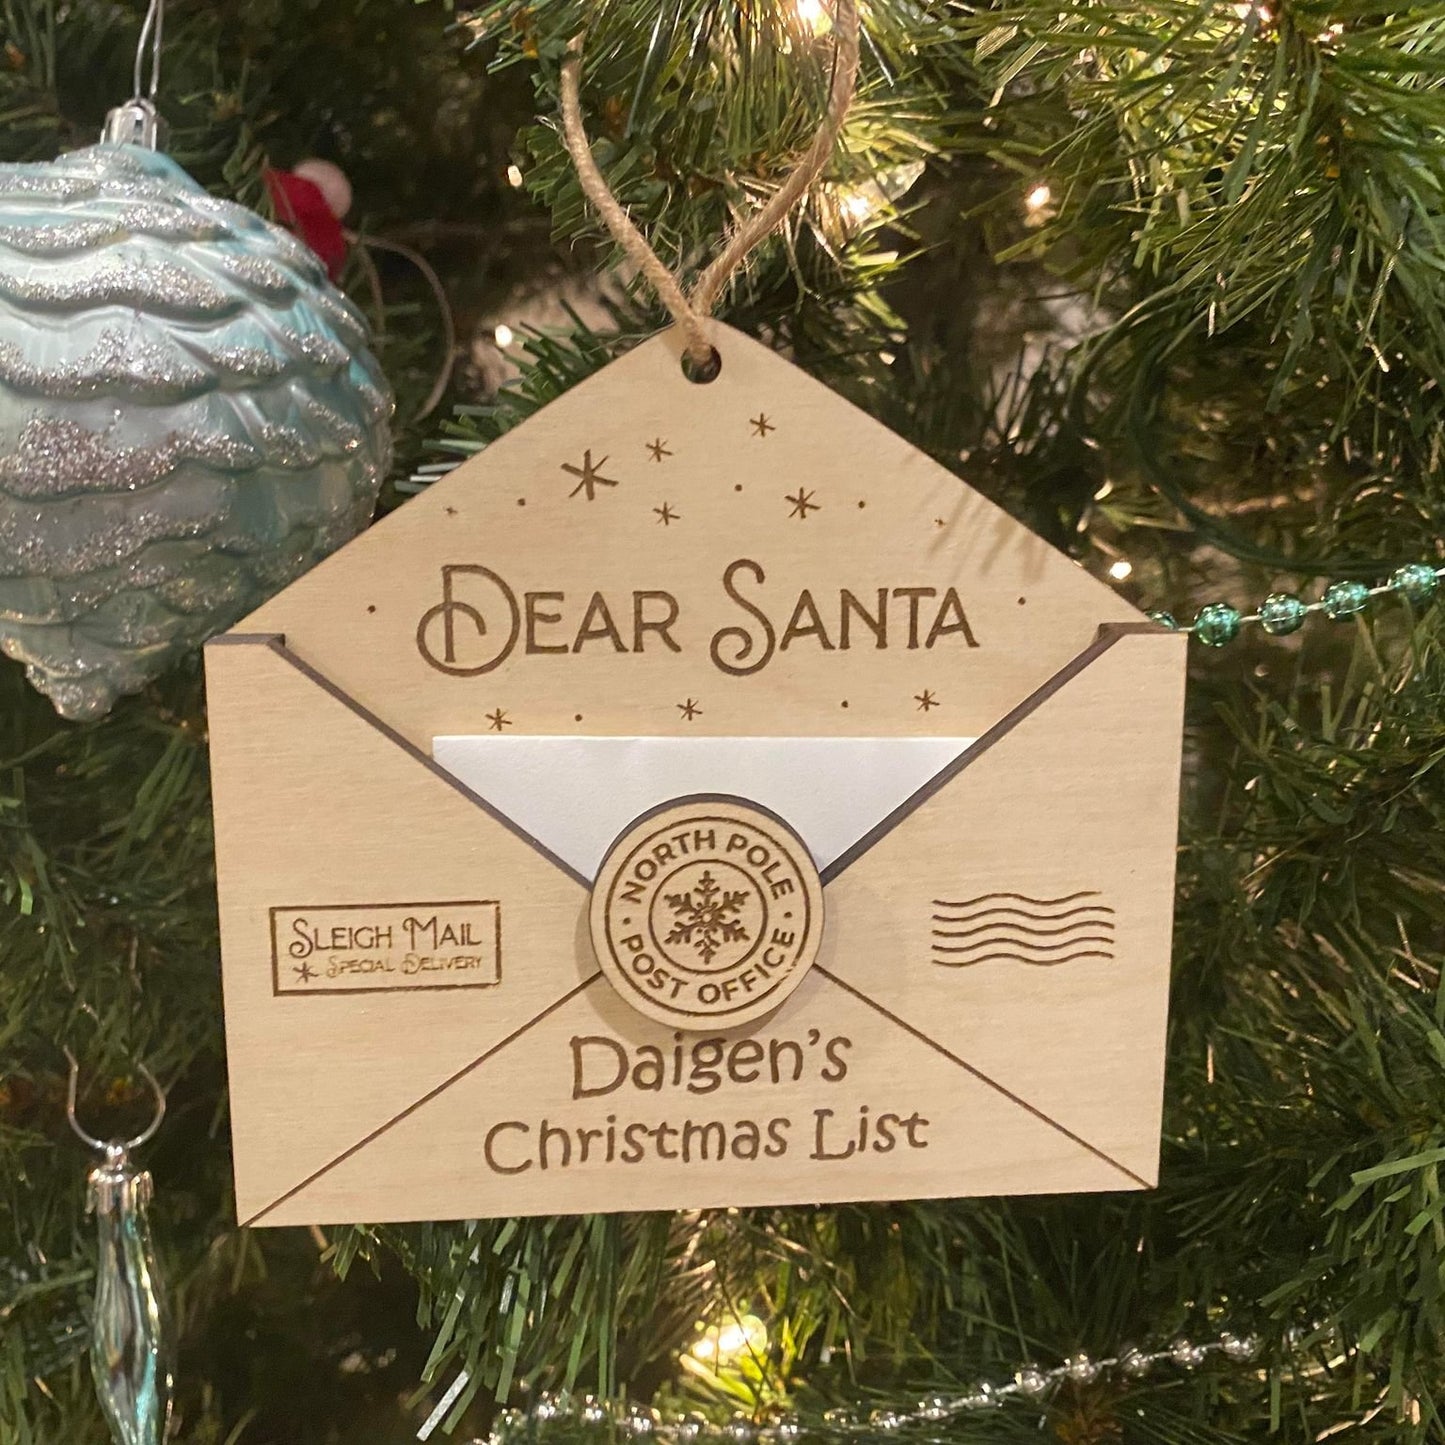 DEAR SANTA
NORTH POLE
· POST OFFICE ·
SLEIGH MAIL
SPECIAL DELIVERY
Daigen's
Christmas List